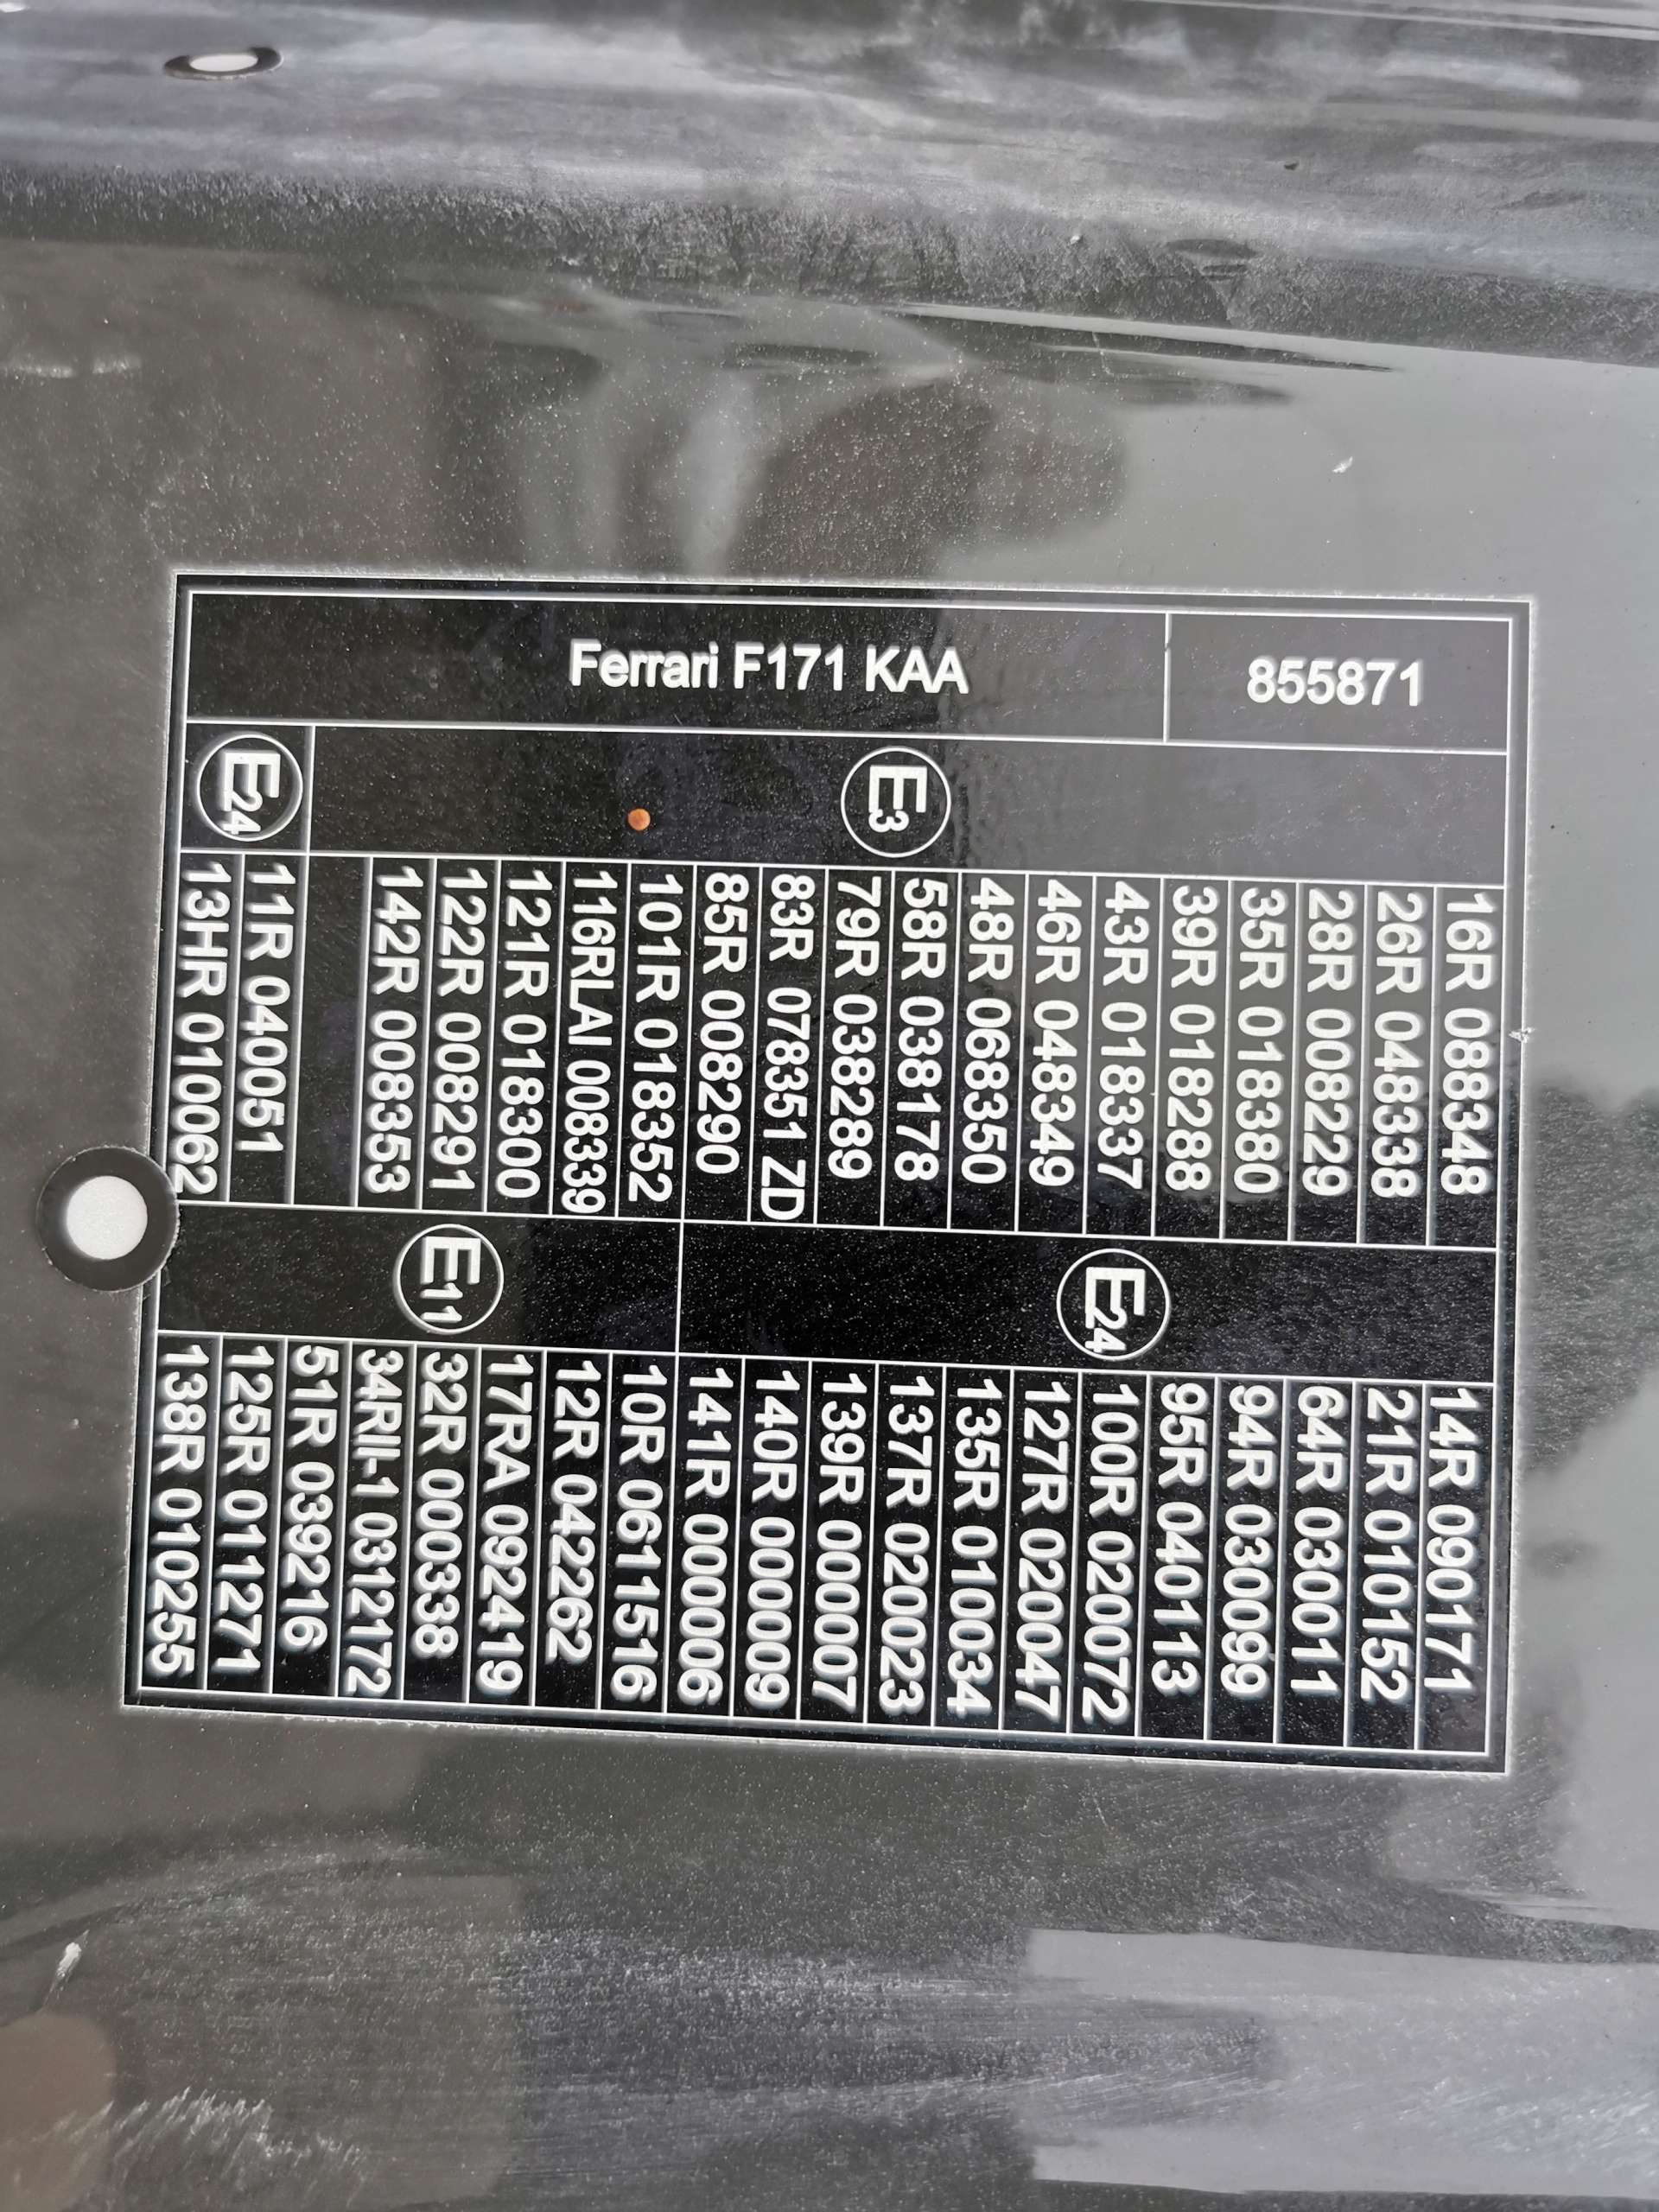 Ferrari F171 KAA
855871
E3
16R 088348
26R 048338
28R 008229
35R 018380
39R 018288
43R 018337
46R 048349
48R 068350
58R 038178
79R 038289
83R 078351 ZD
85R 008290
101R 018352
116RLAI 008339
121R 018300
122R 008291
142R 008353
E24
11R 040051
13HR 010062
E24
14R 090171
21R 010152
64R 030011
94R 030099
95R 040113
100R 020072
127R 020047
135R 010034
137R 020023
139R 000007
140R 000009
141R 000006
E11
10R 0611516
12R 042262
17RA 092419
32R 000338
34RII-1 0312172
51R 039216
125R 011271
138R 010255